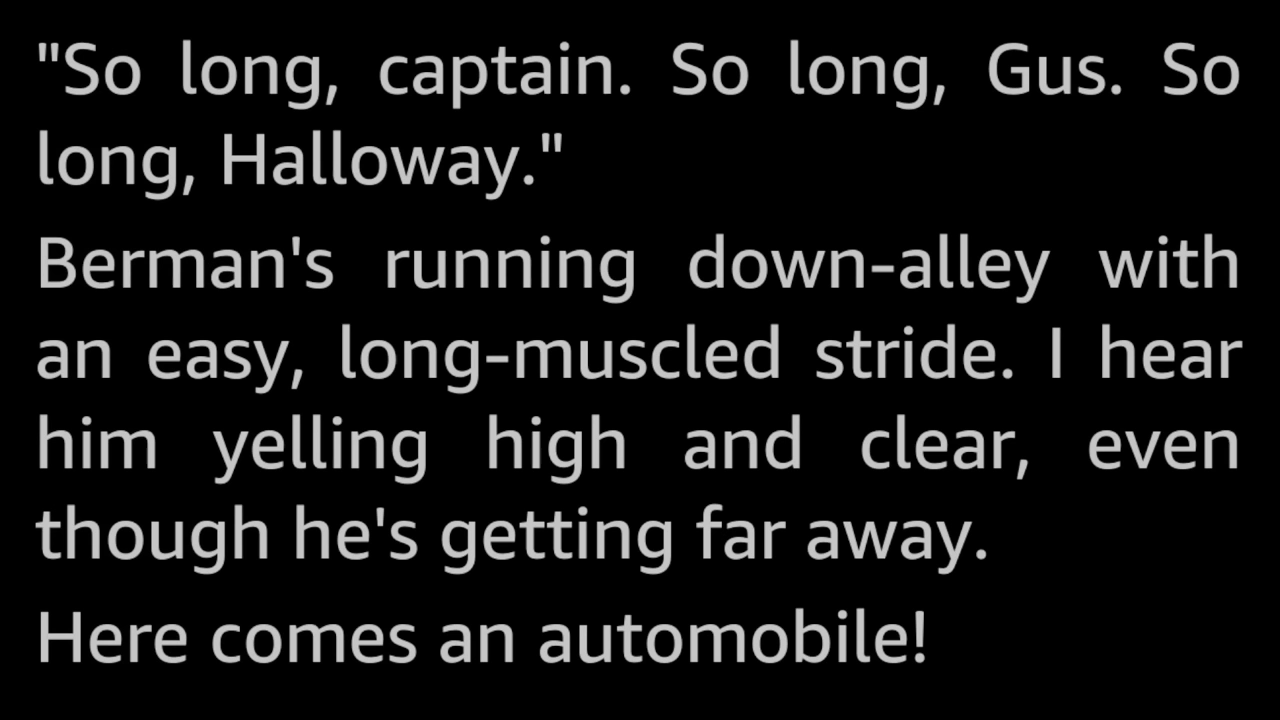 "So long, captain. So long, Gus. So
long, Halloway."
Berman's running down-alley with
an easy, long-muscled stride. I hear
him yelling high and clear, even
though he's getting far away.
Here comes an automobile!